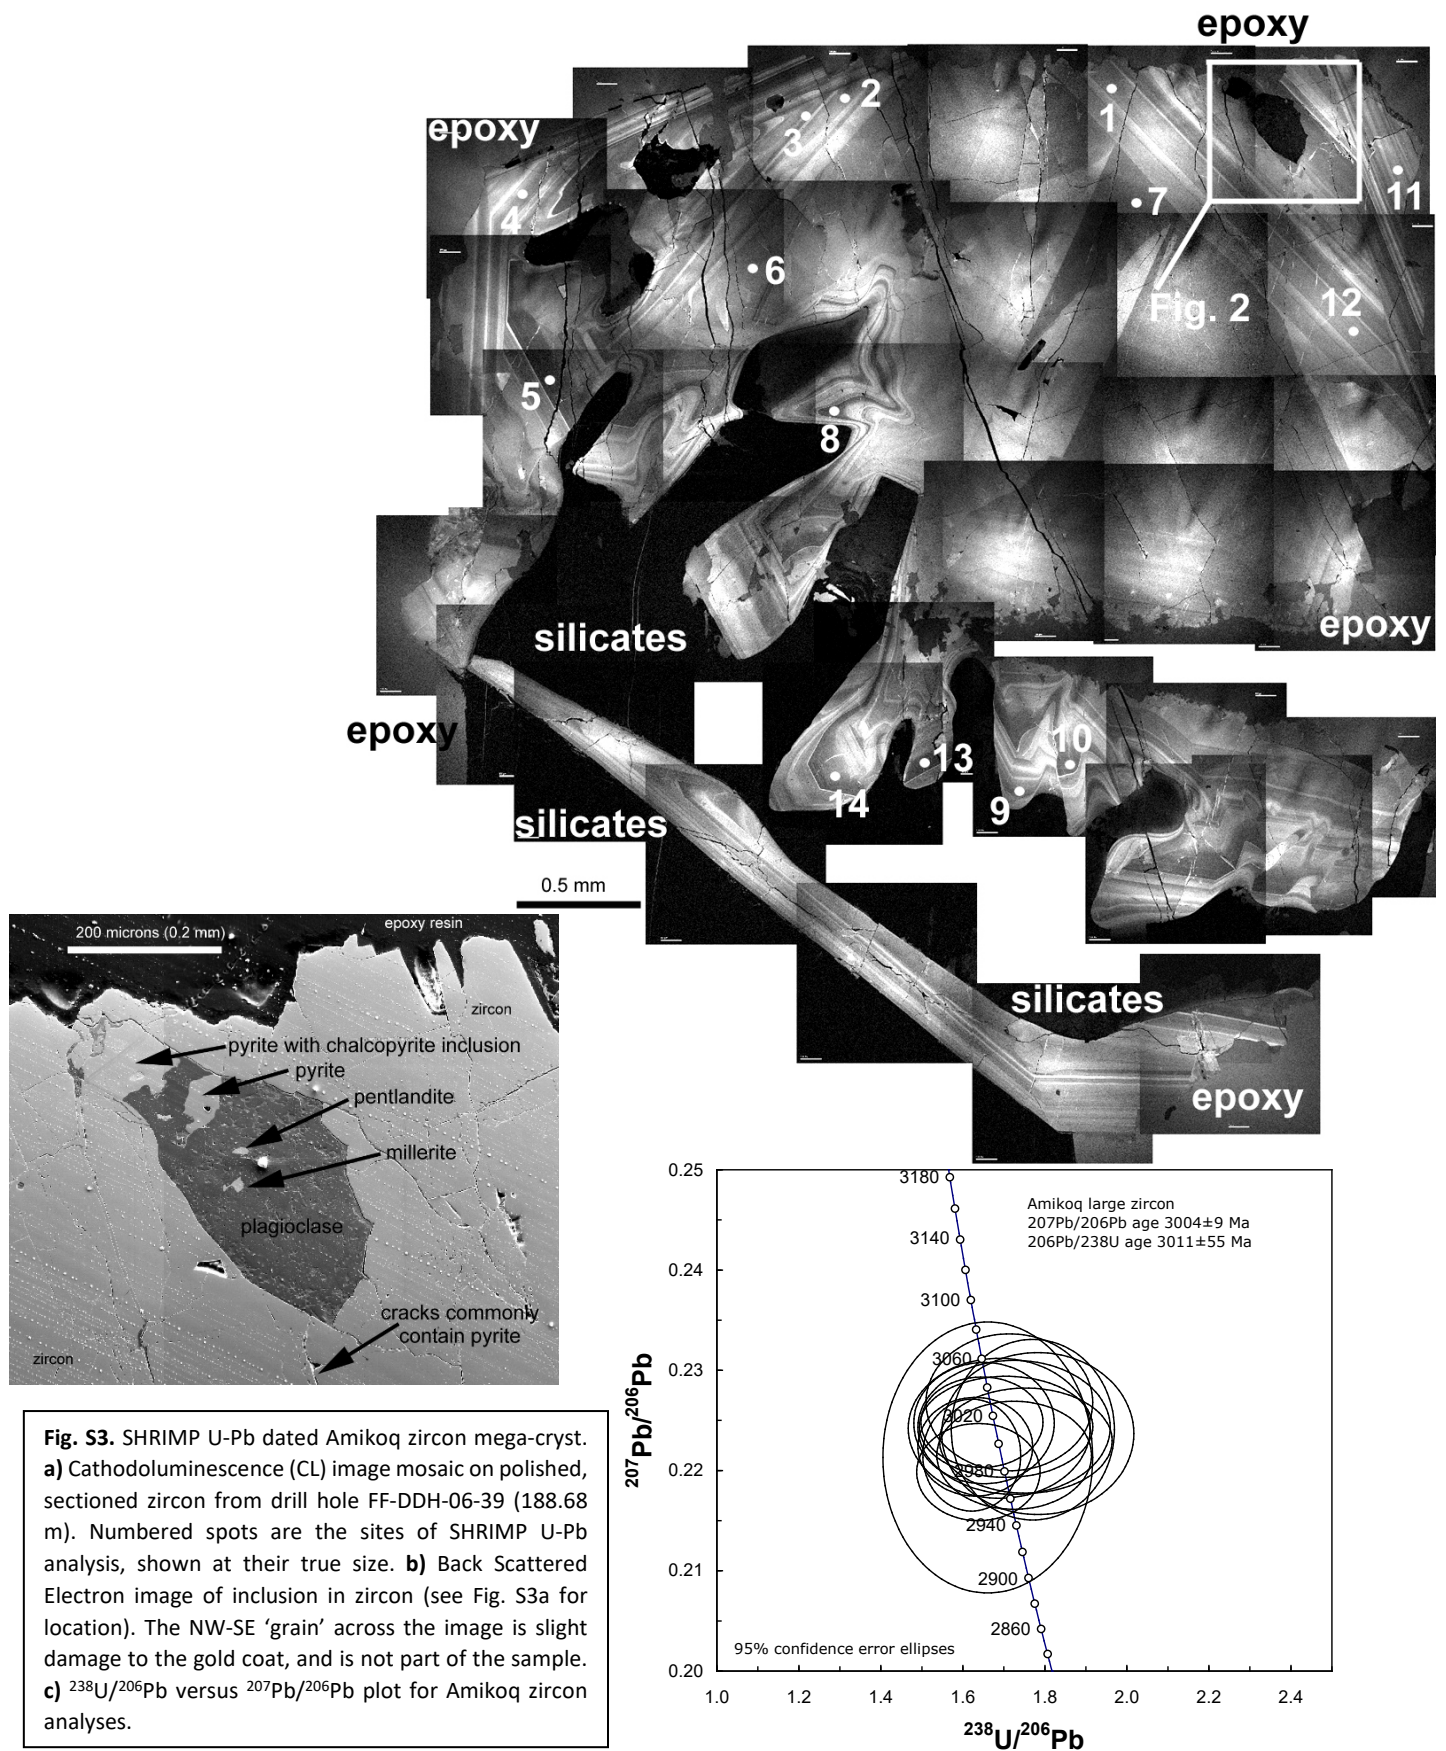 epoxy
epoxy
2
3
1
4
7
11
6
Fig. 2
12
5
8
silicates
epoxy
epoxy
13
10
14
9
silicates
0.5 mm
silicates
epoxy
200 microns (0.2 mm)
epoxy resin
zircon
pyrite with chalcopyrite inclusion
pyrite
pentlandite
millerite
plagioclase
cracks commonly
contain pyrite
zircon
Fig. S3. SHRIMP U-Pb dated Amikoq zircon mega-cryst.
a) Cathodoluminescence (CL) image mosaic on polished,
sectioned zircon from drill hole FF-DDH-06-39 (188.68
m). Numbered spots are the sites of SHRIMP U-Pb
analysis, shown at their true size. b) Back Scattered
Electron image of inclusion in zircon (see Fig. S3a for
location). The NW-SE ‘grain’ across the image is slight
damage to the gold coat, and is not part of the sample.
c) ²³⁸U/²⁰⁶Pb versus ²⁰⁷Pb/²⁰⁶Pb plot for Amikoq zircon
analyses.
Amikoq large zircon
207Pb/206Pb age 3004±9 Ma
206Pb/238U age 3011±55 Ma
3180
3140
3100
3060
3020
2980
2940
2900
2860
95% confidence error ellipses
0.25
0.24
0.23
0.22
0.21
0.20
²⁰⁷Pb/²⁰⁶Pb
1.0 1.2 1.4 1.6 1.8 2.0 2.2 2.4
²³⁸U/²⁰⁶Pb